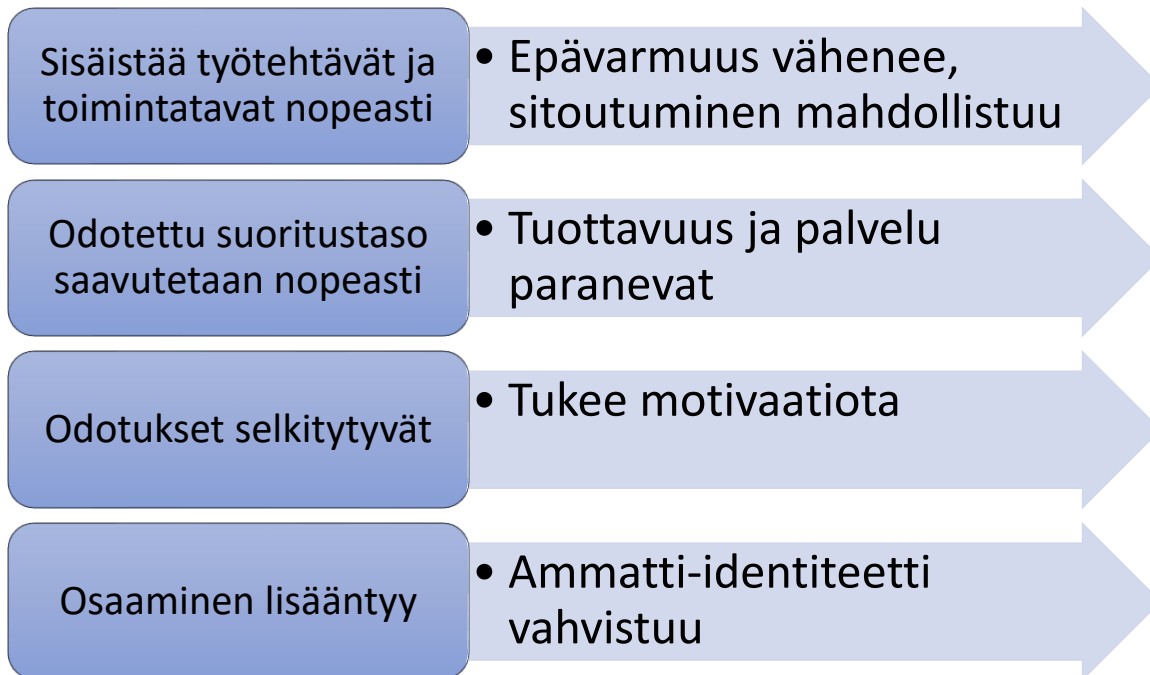 Sisäistää työtehtävät ja
toimintatavat nopeasti
• Epävarmuus vähenee,
sitoutuminen mahdollistuu
Odotettu suoritustaso
saavutetaan nopeasti
• Tuottavuus ja palvelu
paranevat
Odotukset selkitytyvät
• Tukee motivaatiota
Osaaminen lisääntyy
• Ammatti-identiteetti
vahvistuu